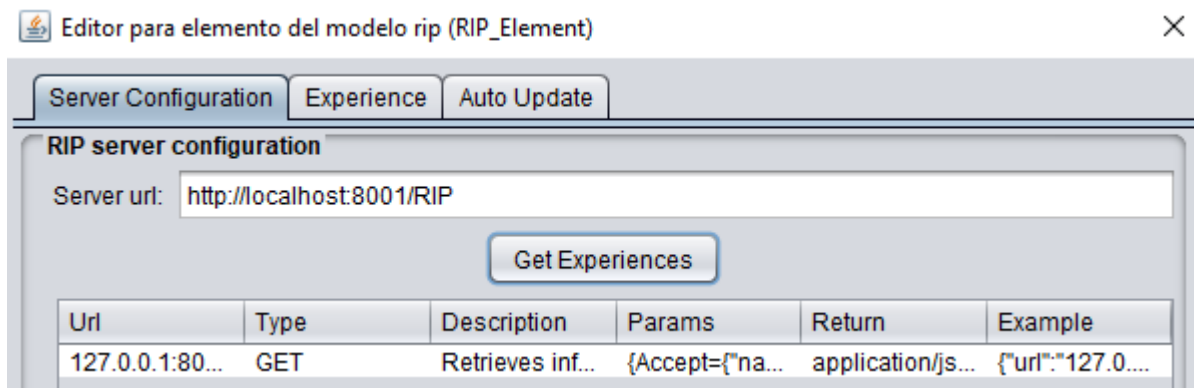 Editor para elemento del modelo rip (RIP_Element)
Server Configuration Experience Auto Update
RIP server configuration
Server url: http://localhost:8001/RIP
Get Experiences
Url Type Description Params Return Example
127.0.0.1:80... GET Retrieves inf... {Accept={"na... application/js... {"url":"127.0....